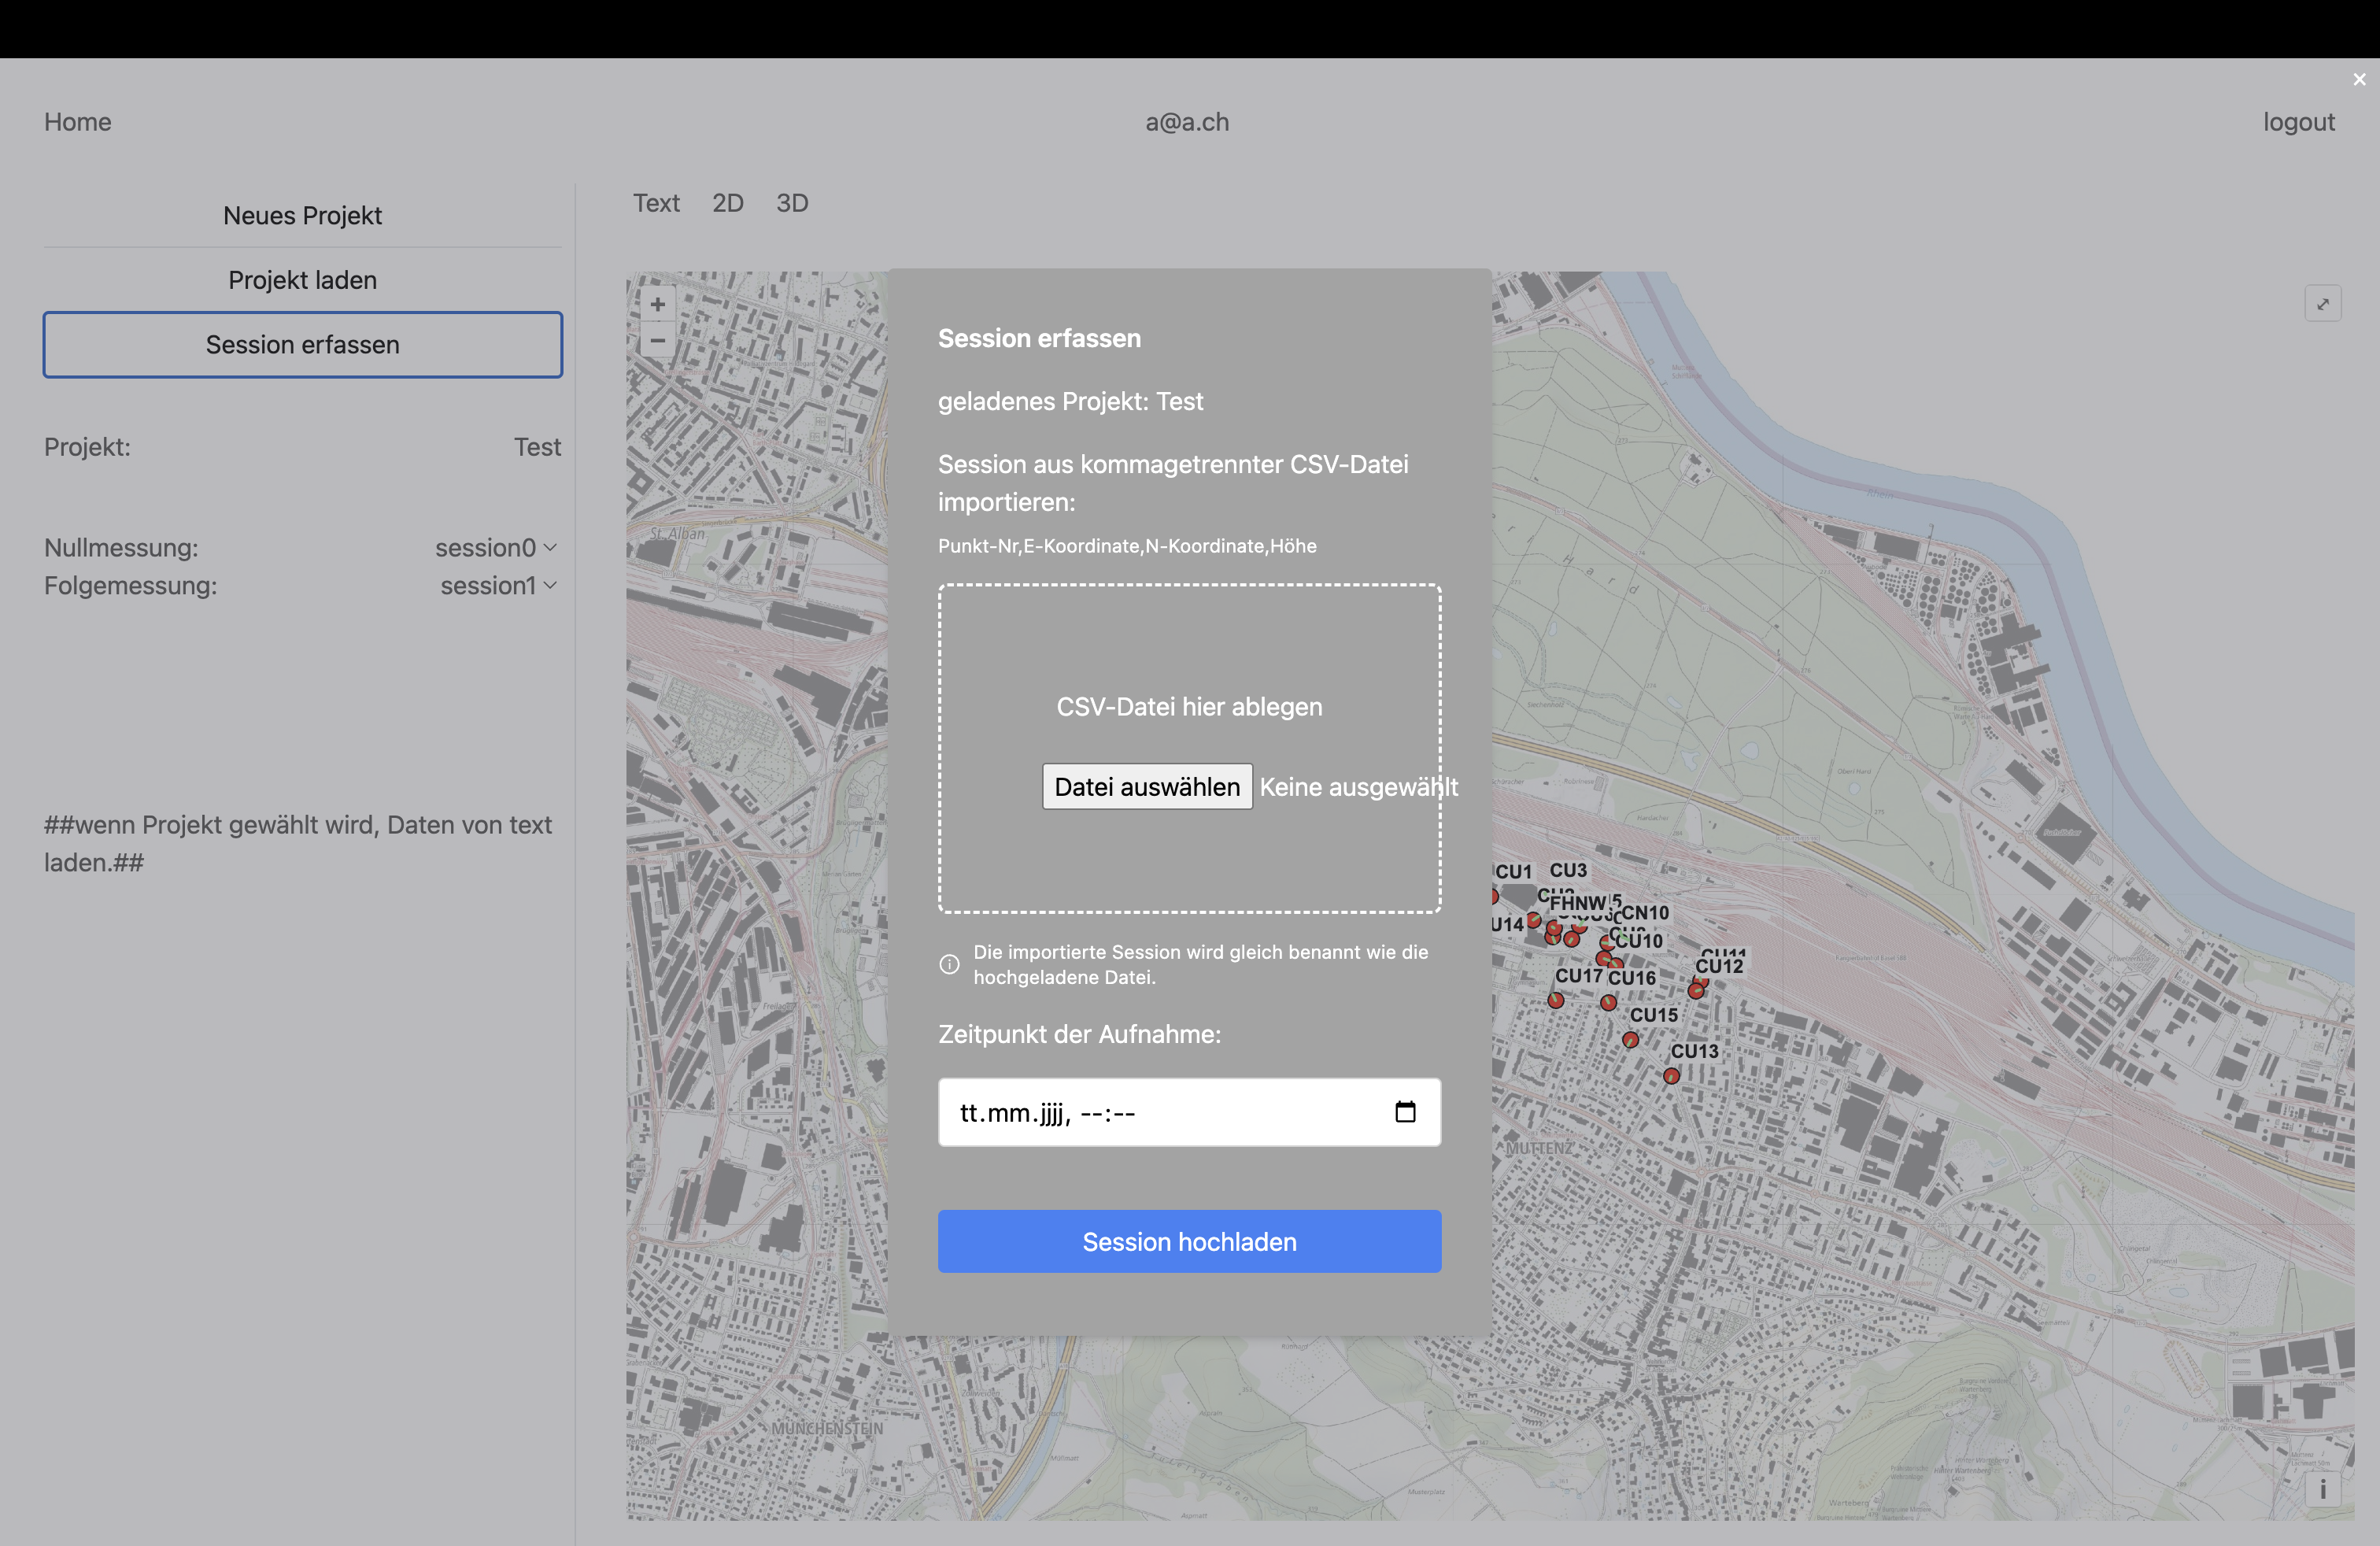 ×
Home
a@a.ch
logout
Neues Projekt
Projekt laden
Session erfassen
Projekt:
Test
Nullmessung:
session0
Folgemessung:
session1
##wenn Projekt gewählt wird, Daten von text
laden.##
Text 2D 3D
+
−
Session erfassen
geladenes Projekt: Test
Session aus kommagetrennter CSV-Datei
importieren:
Punkt-Nr,E-Koordinate,N-Koordinate,Höhe
CSV-Datei hier ablegen
Datei auswählen Keine ausgewählt
Die importierte Session wird gleich benannt wie die
hochgeladene Datei.
Zeitpunkt der Aufnahme:
tt.mm.jjjj, --:--
Session hochladen
St. Alban
Rhein
Hard
CU1
CU3
FHNW
CN10
CU10
CU12
CU17
CU16
CU15
CU13
MUTTENZ
MÜNCHENSTEIN
Wartenberg
i